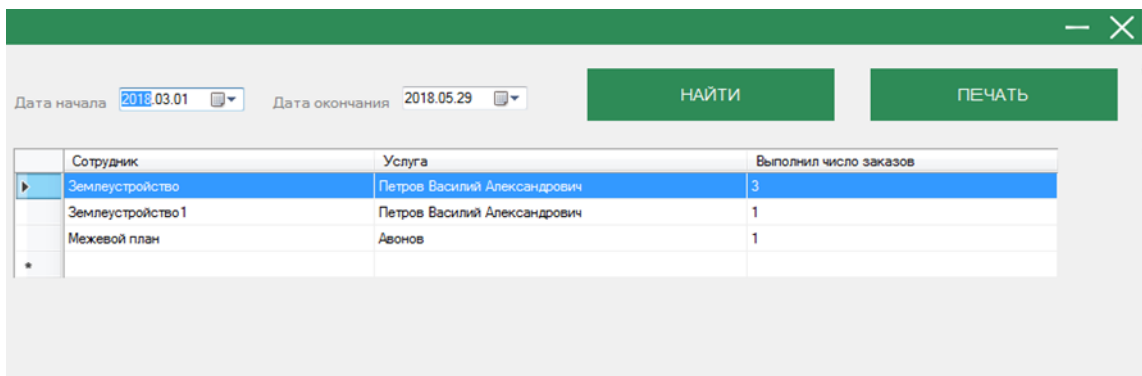 Дата начала 2018.03.01 Дата окончания 2018.05.29 НАЙТИ ПЕЧАТЬ
Сотрудник Услуга Выполнил число заказов
Землеустройство Петров Василий Александрович 3
Землеустройство1 Петров Василий Александрович 1
Межевой план Авонов 1